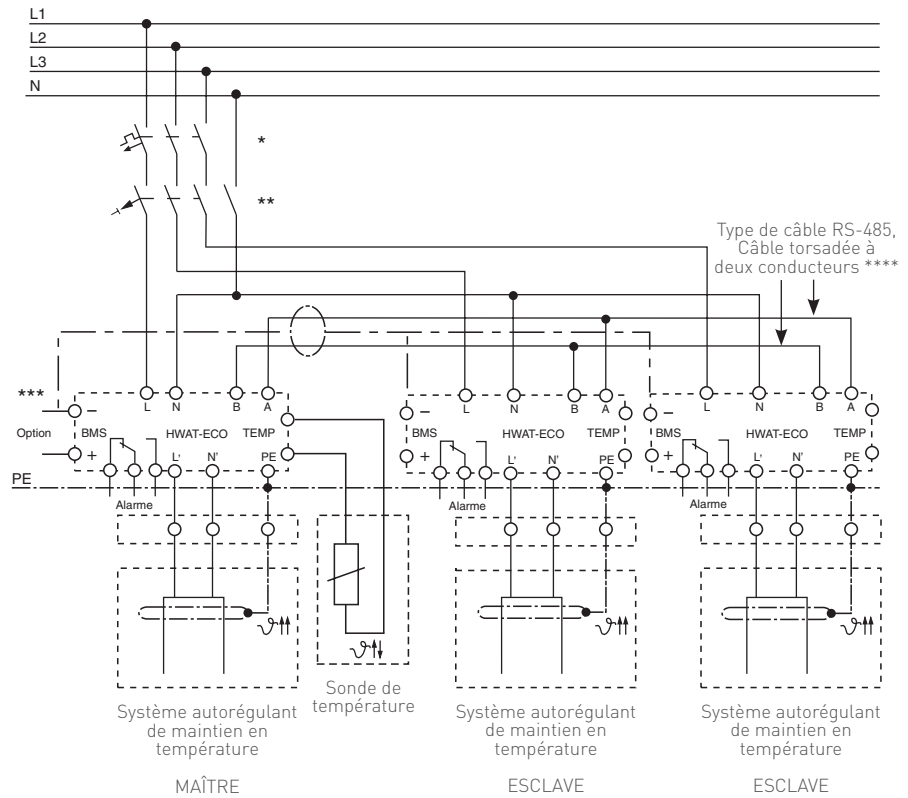 L1
L2
L3
N
*
**
Type de câble RS-485,
Câble torsadée à
deux conducteurs ****
***
L N B A
Option
BMS HWAT-ECO TEMP
− +
L' N' PE
Alarme
L N B A
BMS HWAT-ECO TEMP
− +
L' N' PE
Alarme
L N B A
BMS HWAT-ECO TEMP
− +
L' N' PE
Alarme
PE
Système autorégulant
de maintien en
température
MAÎTRE
Sonde de
température
Système autorégulant
de maintien en
température
ESCLAVE
Système autorégulant
de maintien en
température
ESCLAVE